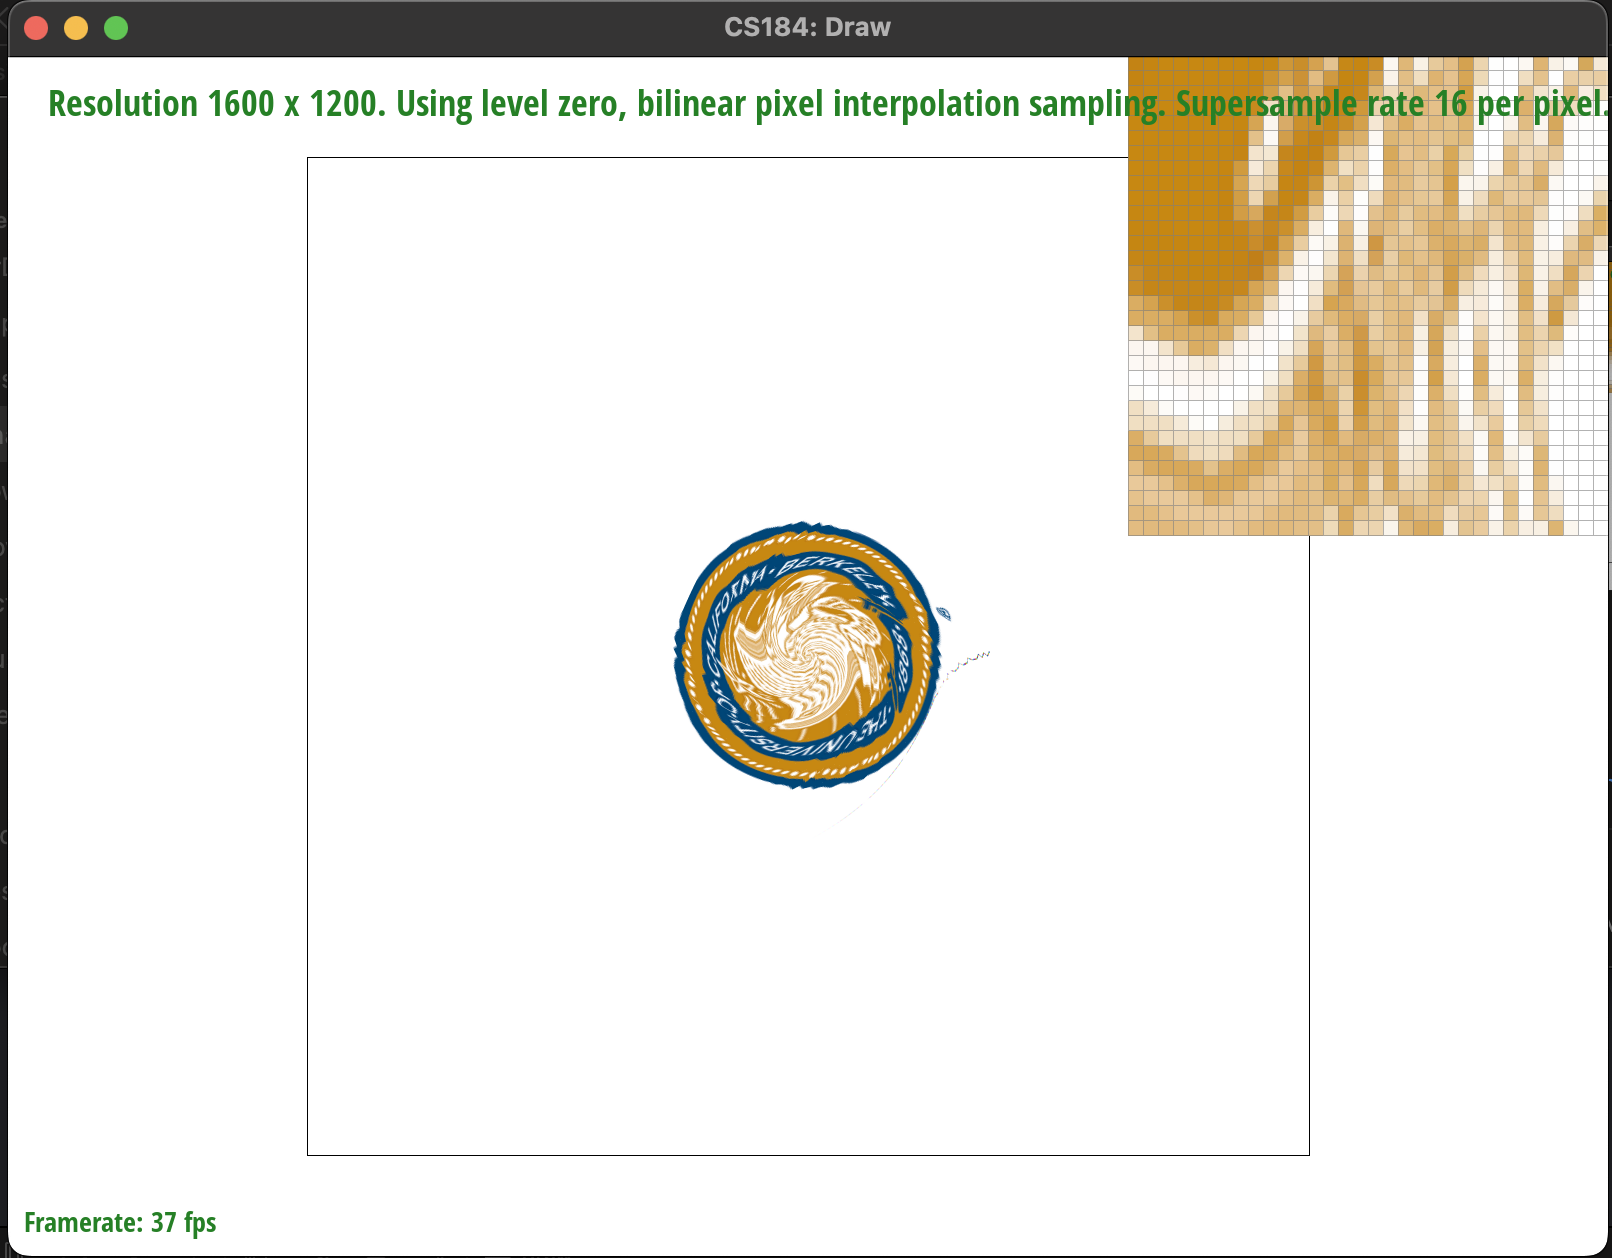 CS184: Draw
Resolution 1600 x 1200. Using level zero, bilinear pixel interpolation sampling. Supersample rate 16 per pixel.
THE UNIVERSITY OF CALIFORNIA · BERKELEY ·
Framerate: 37 fps